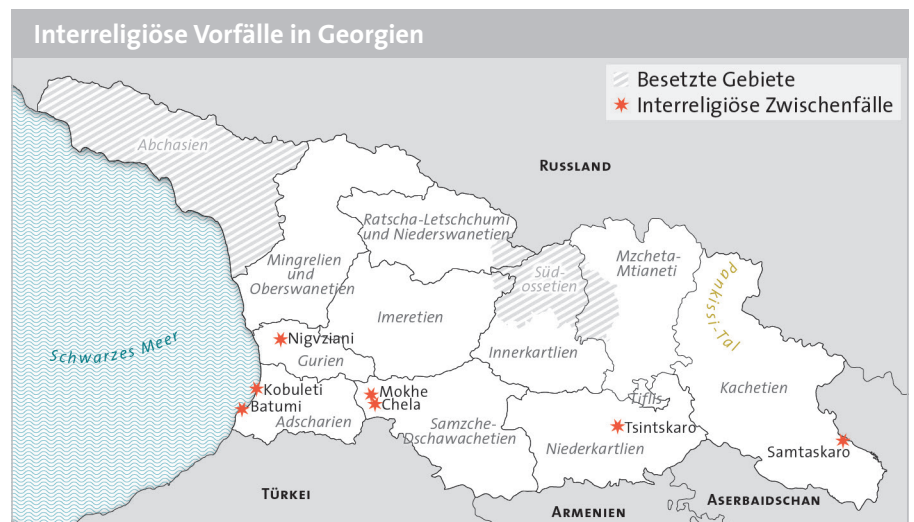 Interreligiöse Vorfälle in Georgien
Besetzte Gebiete
Interreligiöse Zwischenfälle
Abchasien
RUSSLAND
Ratscha-Letschchumi
und Niederswanetien
Mingrelien
und
Oberswanetien
Süd-
ossetien
Mzcheta-
Mtianeti
Pankissi-Tal
Imeretien
Schwarzes Meer
Nigvziani
Gurien
Innerkartlien
Kobuleti
Batumi
Adscharien
Mokhe
Chela
Samzche-
Dschawachetien
Tiflis
Kachetien
Tsintskaro
Niederkartlien
Samtaskaro
TÜRKEI
ARMENIEN
ASERBAIDSCHAN